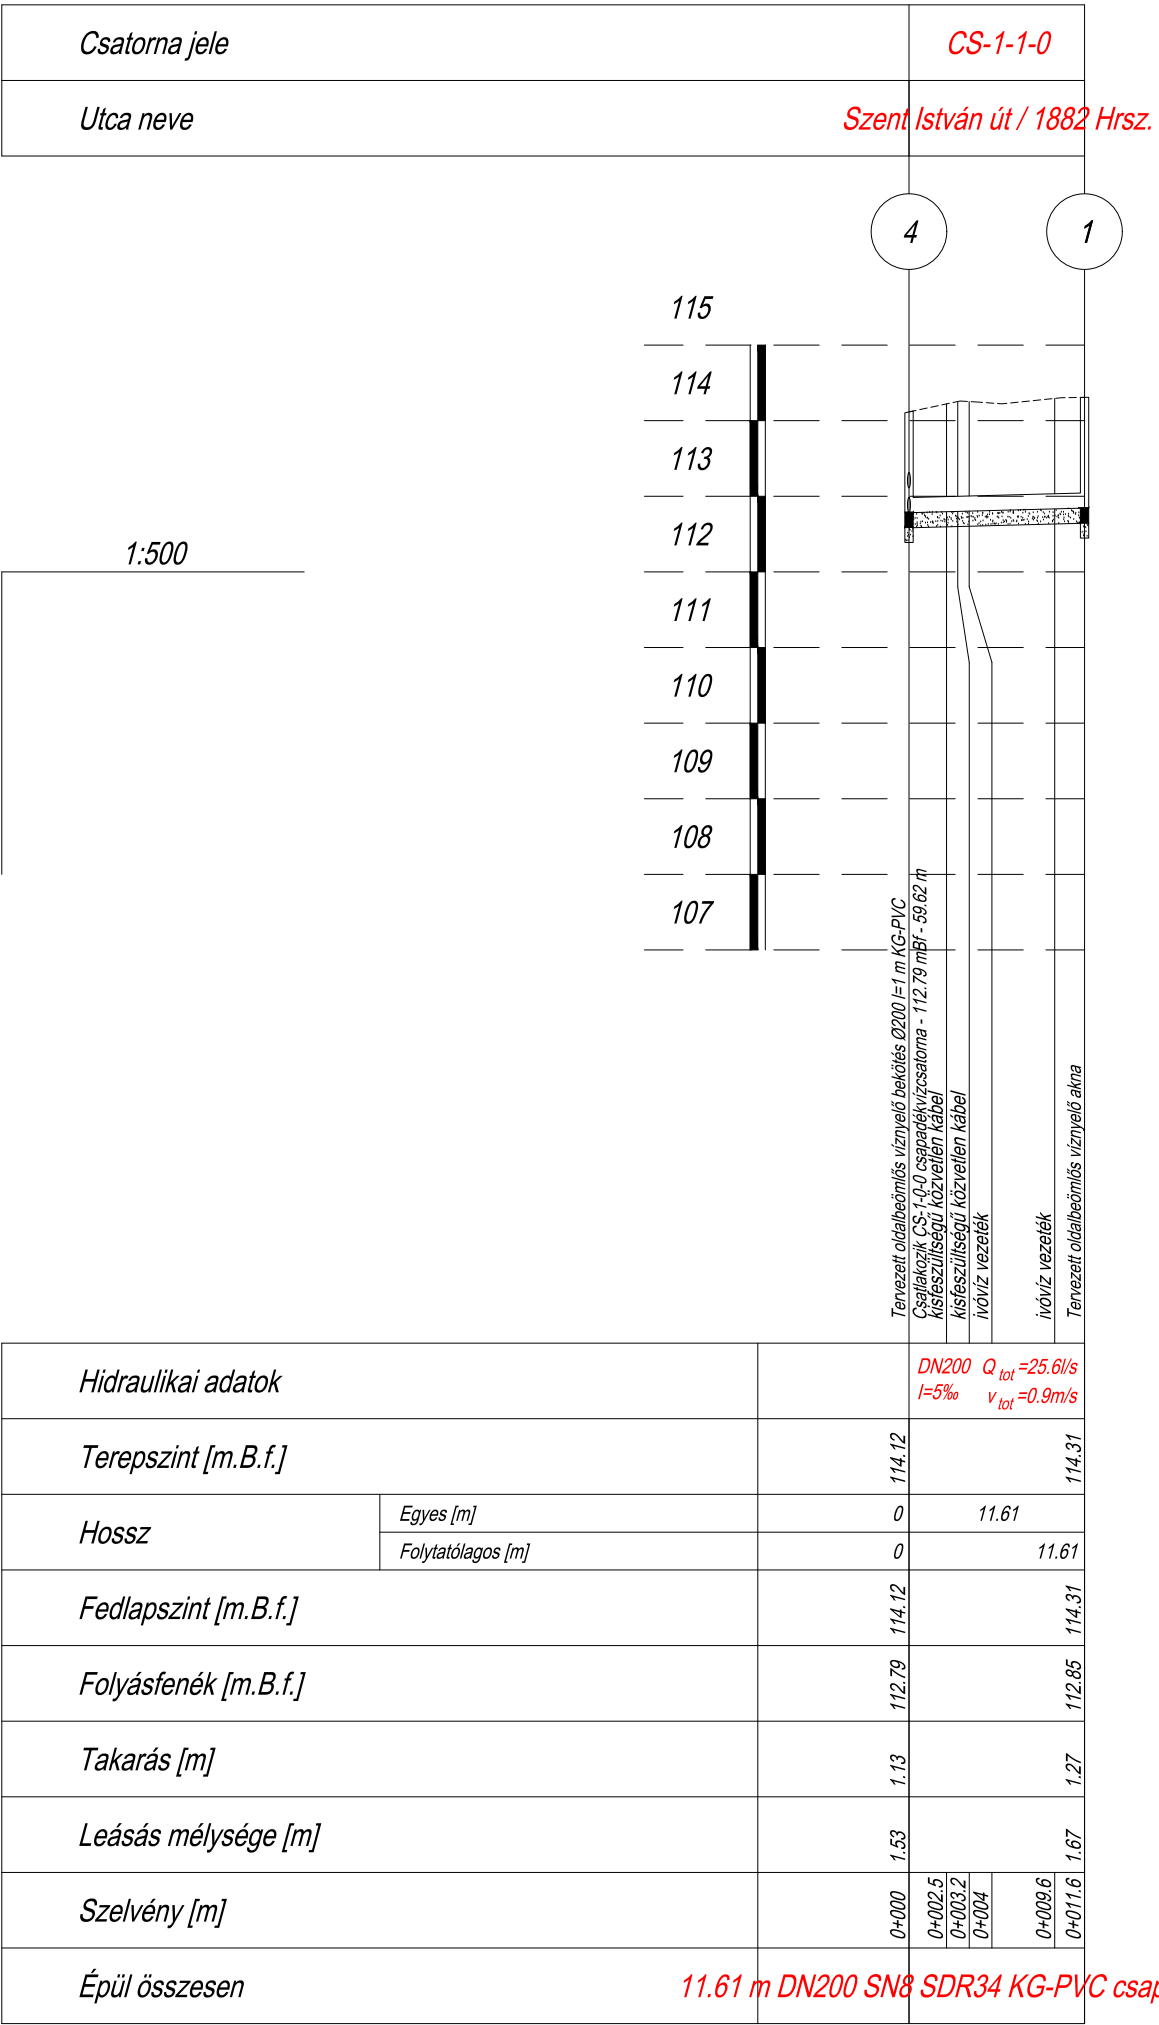 Csatorna jele
CS-1-1-0
Utca neve
Szent István út / 1882 Hrsz.
4
1
115
114
113
112
1:500
111
110
109
108
107
Tervezett oldalbeömlős víznyelő bekötés Ø200 l=1 m KG-PVC
Csatlakozik CS-1-0-0 csapadékvízcsatorna - 112.79 mBf - 59.62 m
kisfeszültségű közvetlen kábel
kisfeszültségű közvetlen kábel
ivóvíz vezeték
ivóvíz vezeték
Tervezett oldalbeömlős víznyelő akna
Hidraulikai adatok
DN200 Q tot =25.6l/s
I=5‰ v tot =0.9m/s
Terepszint [m.B.f.]
114.12
114.31
Hossz
Egyes [m]
0
11.61
Folytatólagos [m]
0
11.61
Fedlapszint [m.B.f.]
114.12
114.31
Folyásfenék [m.B.f.]
112.79
112.85
Takarás [m]
1.13
1.27
Leásás mélysége [m]
1.53
1.67
Szelvény [m]
0+000
0+002.5
0+003.2
0+004
0+009.6
0+011.6
Épül összesen
11.61 m DN200 SN8 SDR34 KG-PVC csap